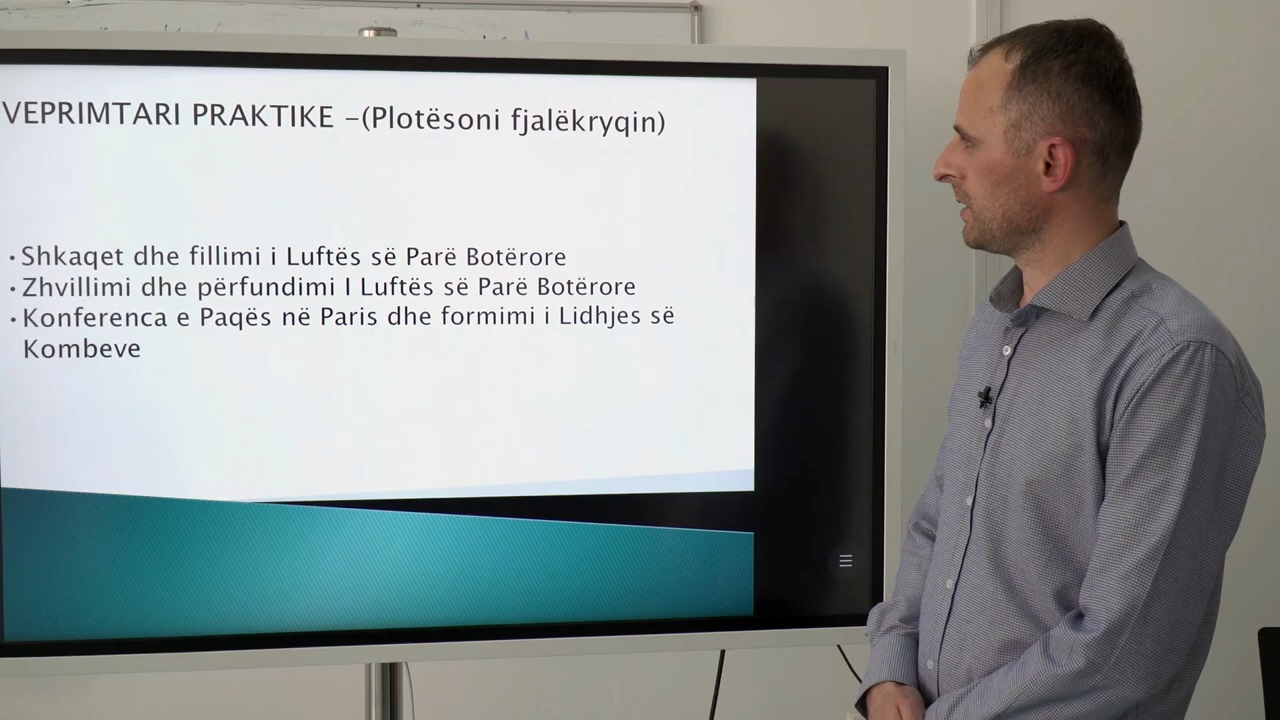 VEPRIMTARI PRAKTIKE –(Plotësoni fjalëkryqin)
• Shkaqet dhe fillimi i Luftës së Parë Botërore
• Zhvillimi dhe përfundimi I Luftës së Parë Botërore
• Konferenca e Paqës në Paris dhe formimi i Lidhjes së
Kombeve